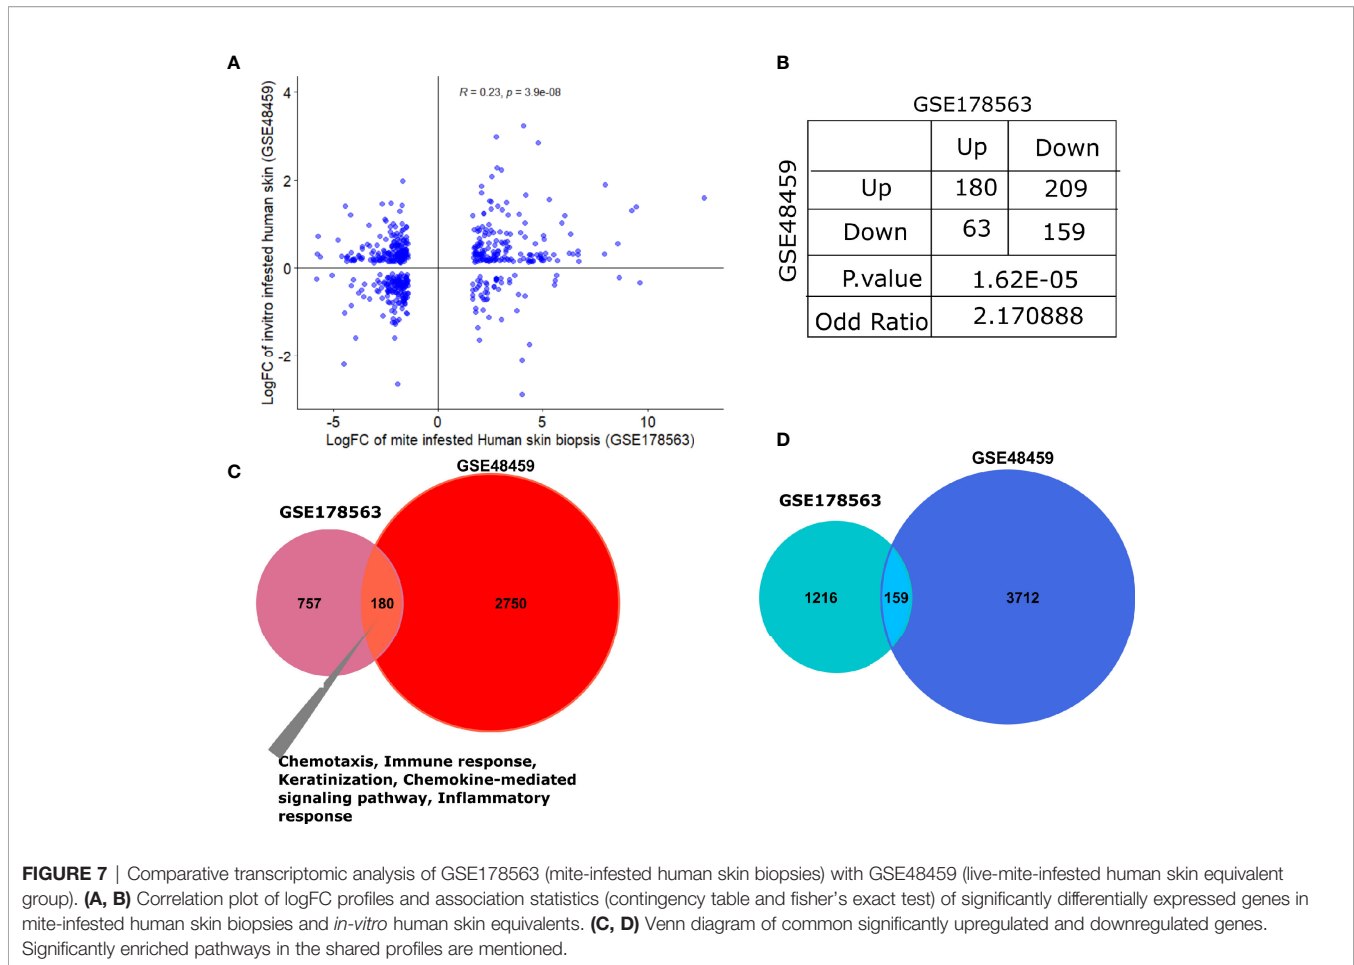 A
R = 0.23, p = 3.9e-08
LogFC of invitro infested human skin (GSE48459)
4
2
0
-2
-5
0
5
10
LogFC of mite infested Human skin biopsis (GSE178563)
B
GSE178563
GSE48459
Up Down
Up 180 209
Down 63 159
P.value 1.62E-05
Odd Ratio 2.170888
C
GSE48459
GSE178563
757 180 2750
Chemotaxis, Immune response,
Keratinization, Chemokine-mediated
signaling pathway, Inflammatory
response
D
GSE48459
GSE178563
1216 159 3712
FIGURE 7 | Comparative transcriptomic analysis of GSE178563 (mite-infested human skin biopsies) with GSE48459 (live-mite-infested human skin equivalent
group). (A, B) Correlation plot of logFC profiles and association statistics (contingency table and fisher's exact test) of significantly differentially expressed genes in
mite-infested human skin biopsies and in-vitro human skin equivalents. (C, D) Venn diagram of common significantly upregulated and downregulated genes.
Significantly enriched pathways in the shared profiles are mentioned.